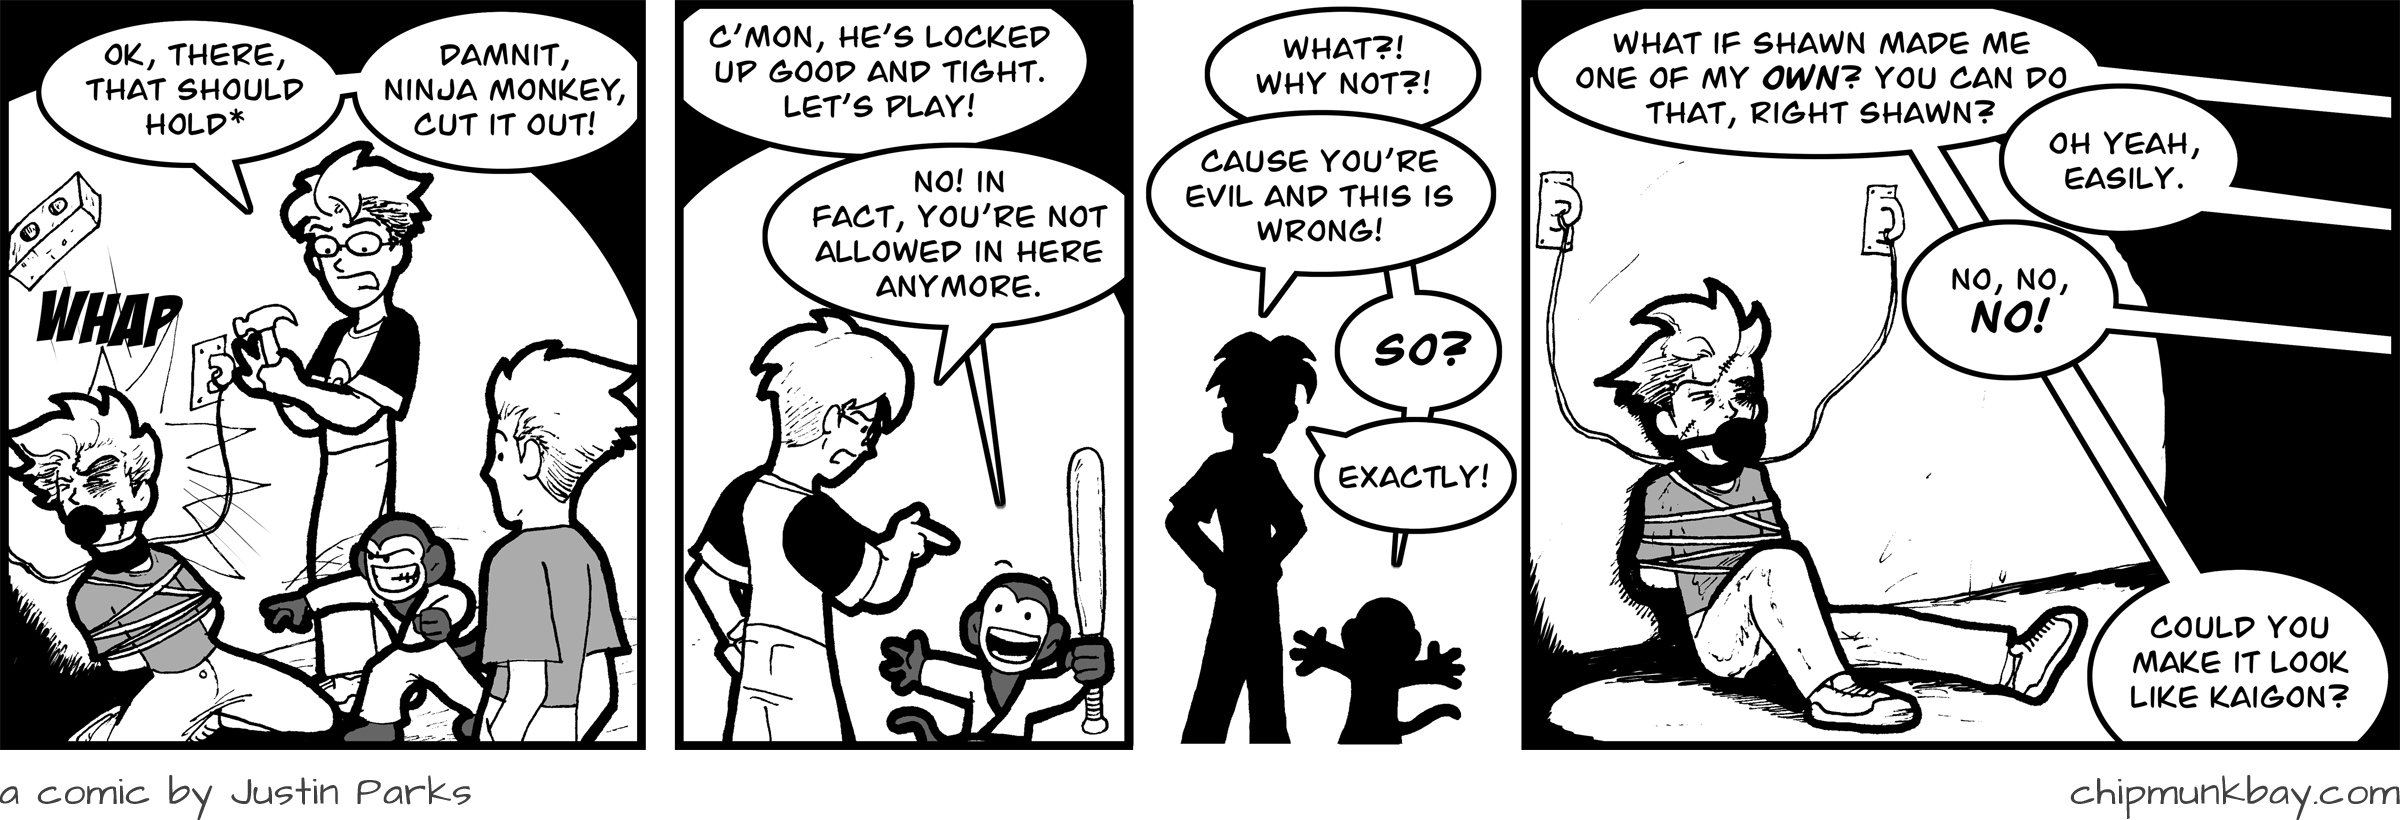 OK, THERE,
THAT SHOULD
HOLD*
DAMNIT,
NINJA MONKEY,
CUT IT OUT!
WHAP
C'MON, HE'S LOCKED
UP GOOD AND TIGHT.
LET'S PLAY!
NO! IN
FACT, YOU'RE NOT
ALLOWED IN HERE
ANYMORE.
WHAT?!
WHY NOT?!
CAUSE YOU'RE
EVIL AND THIS IS
WRONG!
SO?
EXACTLY!
WHAT IF SHAWN MADE ME
ONE OF MY OWN? YOU CAN DO
THAT, RIGHT SHAWN?
OH YEAH,
EASILY.
NO, NO,
NO!
COULD YOU
MAKE IT LOOK
LIKE KAIGON?
a comic by Justin Parks
chipmunkbay.com